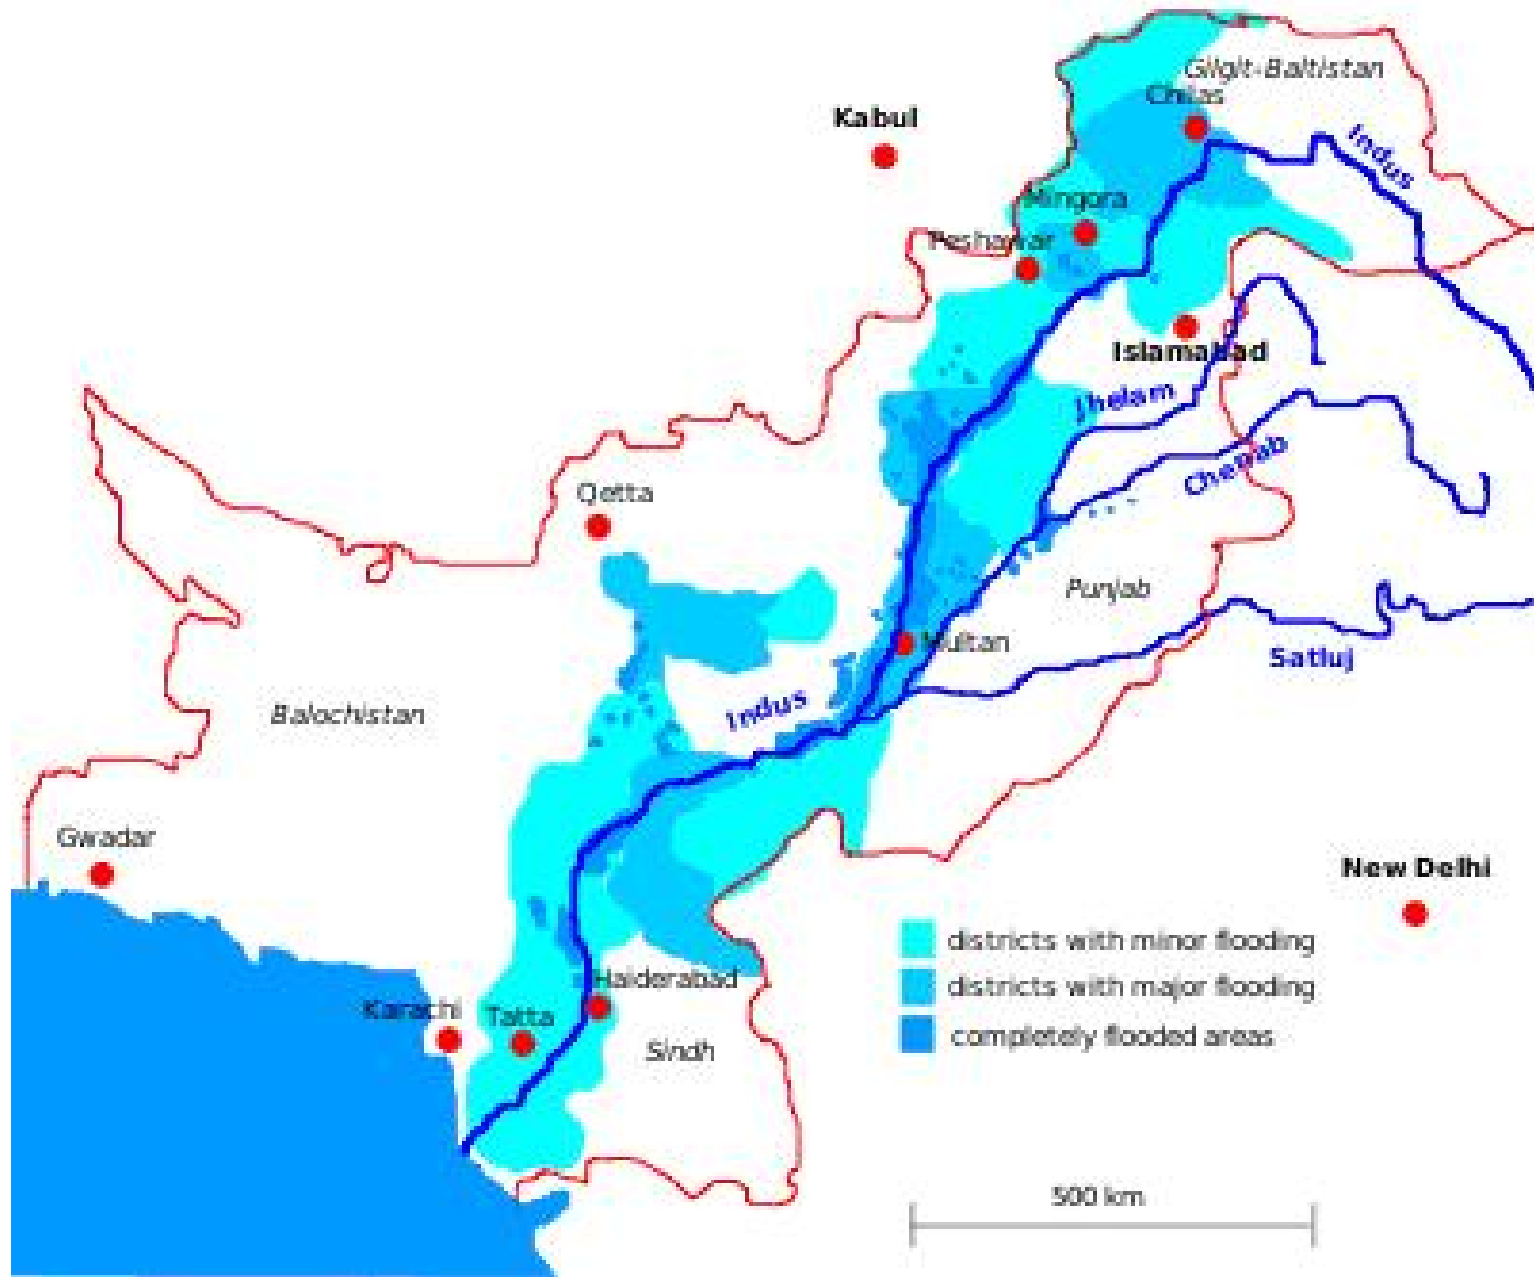 Gilgit-Baltistan
Chilas
Kabul
Indus
Mingora
Peshawar
Islamabad
Jhelam
Chenab
Qetta
Punjab
Multan
Satluj
Indus
Balochistan
Gwadar
New Delhi
districts with minor flooding
districts with major flooding
completely flooded areas
Haiderabad
Karachi
Tatta
Sindh
500 km